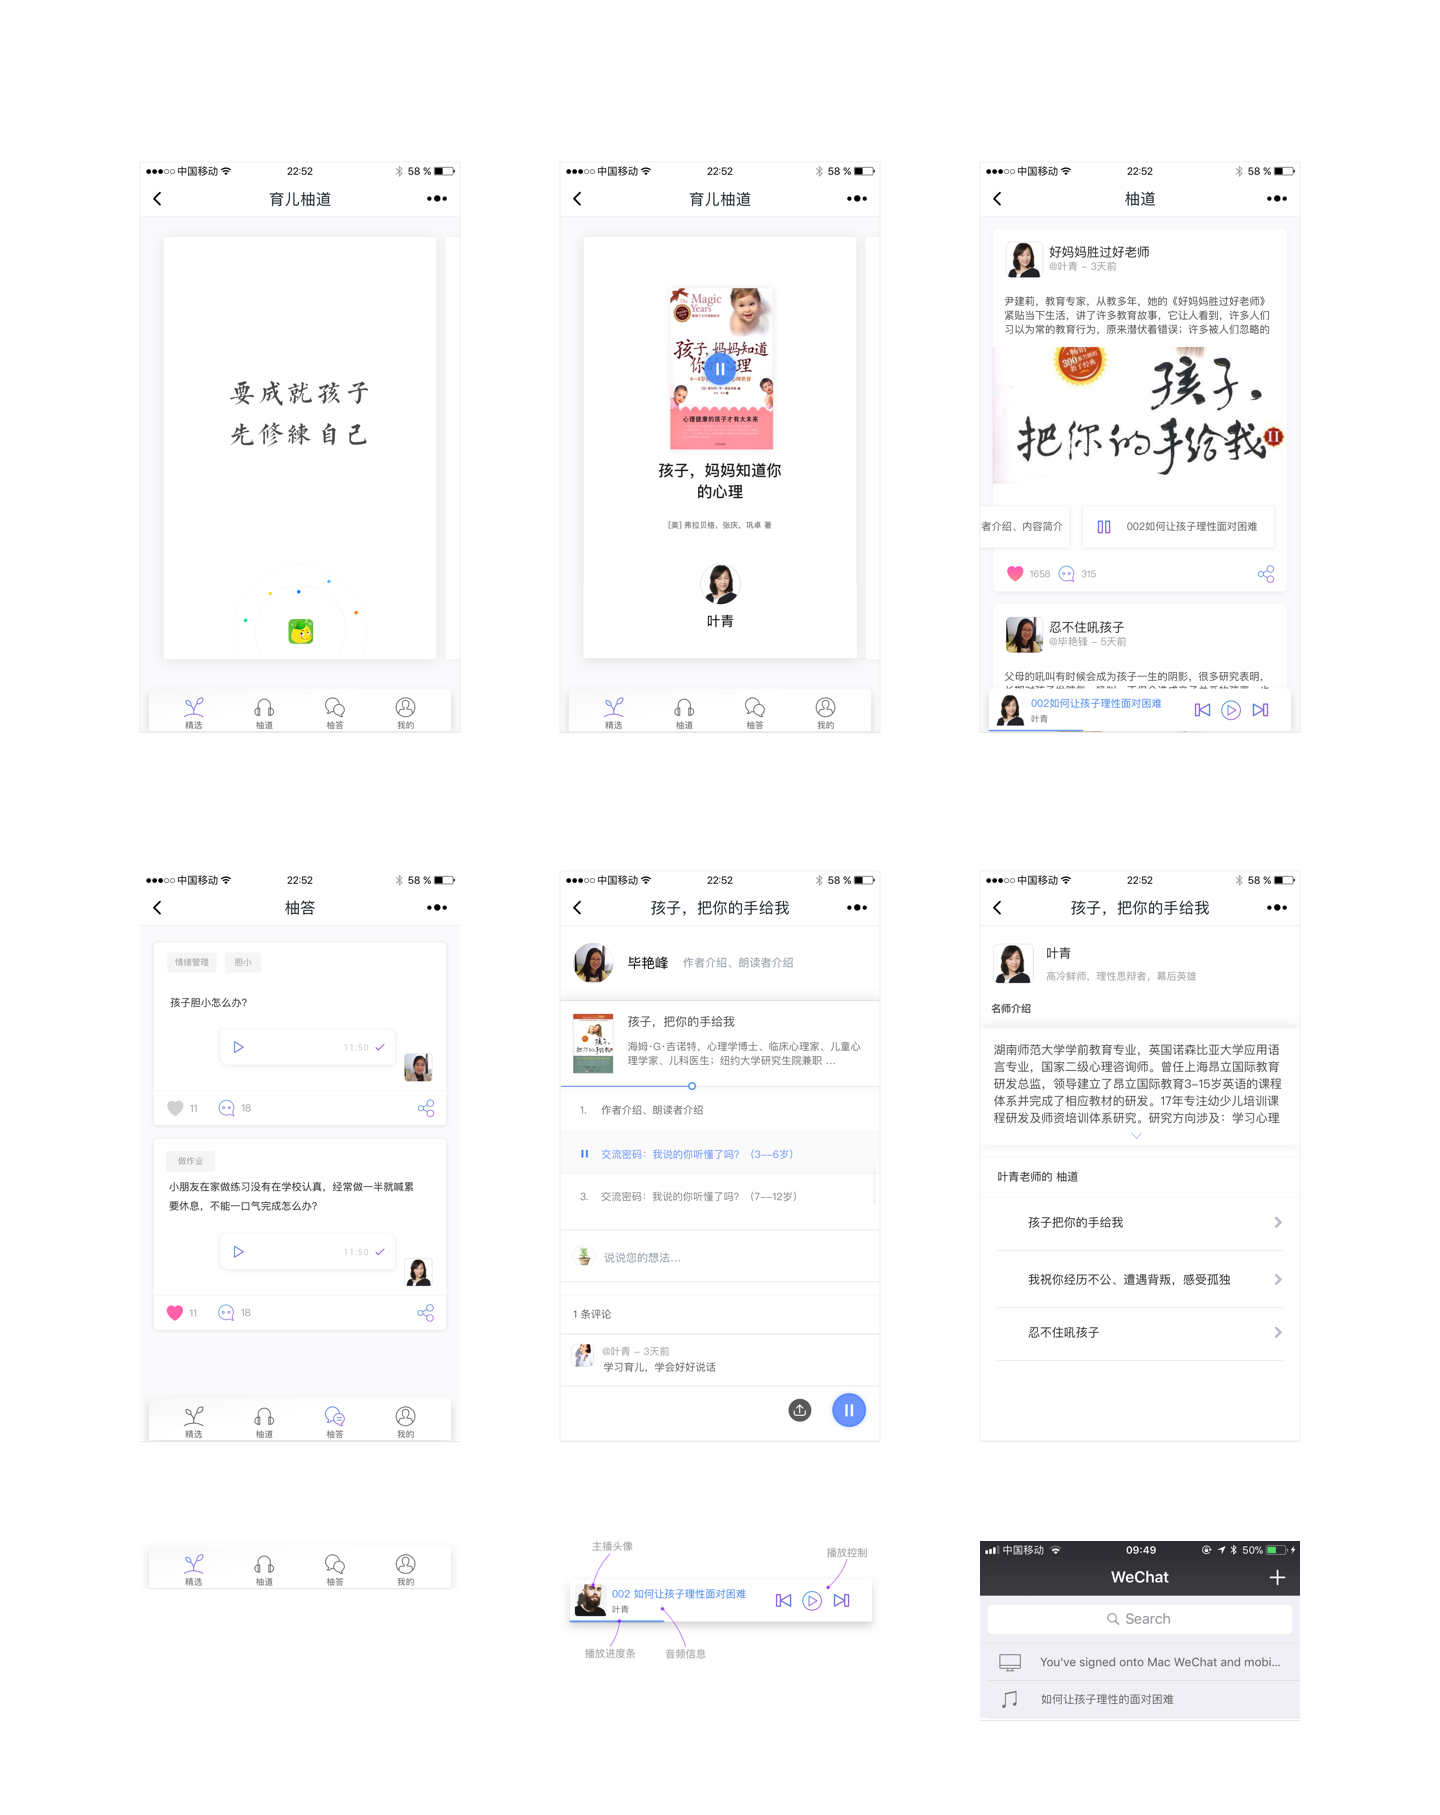 中国移动 22:52 58 %
育儿柚道
要成就孩子
先修練自己
精选 柚道 柚答 我的
中国移动 22:52 58 %
育儿柚道
The Magic
Years
孩子,妈妈知道
你的心理
心理健康的孩子才有大未来
孩子，妈妈知道你
的心理
[美] 弗拉贝格，张庆，巩卓 著
叶青
精选 柚道 柚答 我的
中国移动 22:52 58 %
柚道
好妈妈胜过好老师
@叶青 – 3天前
尹建莉，教育专家，从教多年，她的《好妈妈胜过好老师》
紧贴当下生活，讲了许多教育故事，它让人看到，许多人们
习以为常的教育行为，原来潜伏着错误；许多被人们忽略的
孩子,
把你的手给我 II
者介绍、内容简介 002如何让孩子理性面对困难
1658 315
忍不住吼孩子
@毕艳锋 – 5天前
父母的吼叫有时候会成为孩子一生的阴影，很多研究表明，
002如何让孩子理性面对困难
叶青
中国移动 22:52 58 %
柚答
情绪管理 胆小
孩子胆小怎么办?
11:50
11 18
做作业
小朋友在家做练习没有在学校认真，经常做一半就喊累
要休息，不能一口气完成怎么办?
11:50
11 18
精选 柚道 柚答 我的
中国移动 22:52 58 %
孩子，把你的手给我
毕艳峰 作者介绍、朗读者介绍
孩子,
把你的手给我
孩子，把你的手给我
海姆·G·吉诺特，心理学博士、临床心理家、儿童心
理学家、儿科医生；纽约大学研究生院兼职 ...
1. 作者介绍、朗读者介绍
交流密码：我说的你听懂了吗？（3--6岁）
3. 交流密码：我说的你听懂了吗？（7--12岁）
说说您的想法...
1 条评论
@叶青 – 3天前
学习育儿，学会好好说话
中国移动 22:52 58 %
孩子，把你的手给我
叶青
高冷鲜师，理性思辩者，幕后英雄
名师介绍
湖南师范大学学前教育专业，英国诺森比亚大学应用语
言专业，国家二级心理咨询师。曾任上海昂立国际教育
研发总监，领导建立了昂立国际教育3-15岁英语的课程
体系并完成了相应教材的研发。17年专注幼少儿培训课
程研发及师资培训体系研究。研究方向涉及：学习心理
叶青老师的 柚道
孩子把你的手给我
我祝你经历不公、遭遇背叛，感受孤独
忍不住吼孩子
精选 柚道 柚答 我的
主播头像
播放控制
002 如何让孩子理性面对困难
叶青
播放进度条 音频信息
中国移动 09:49 50%
WeChat
Search
You've signed onto Mac WeChat and mobi...
如何让孩子理性的面对困难